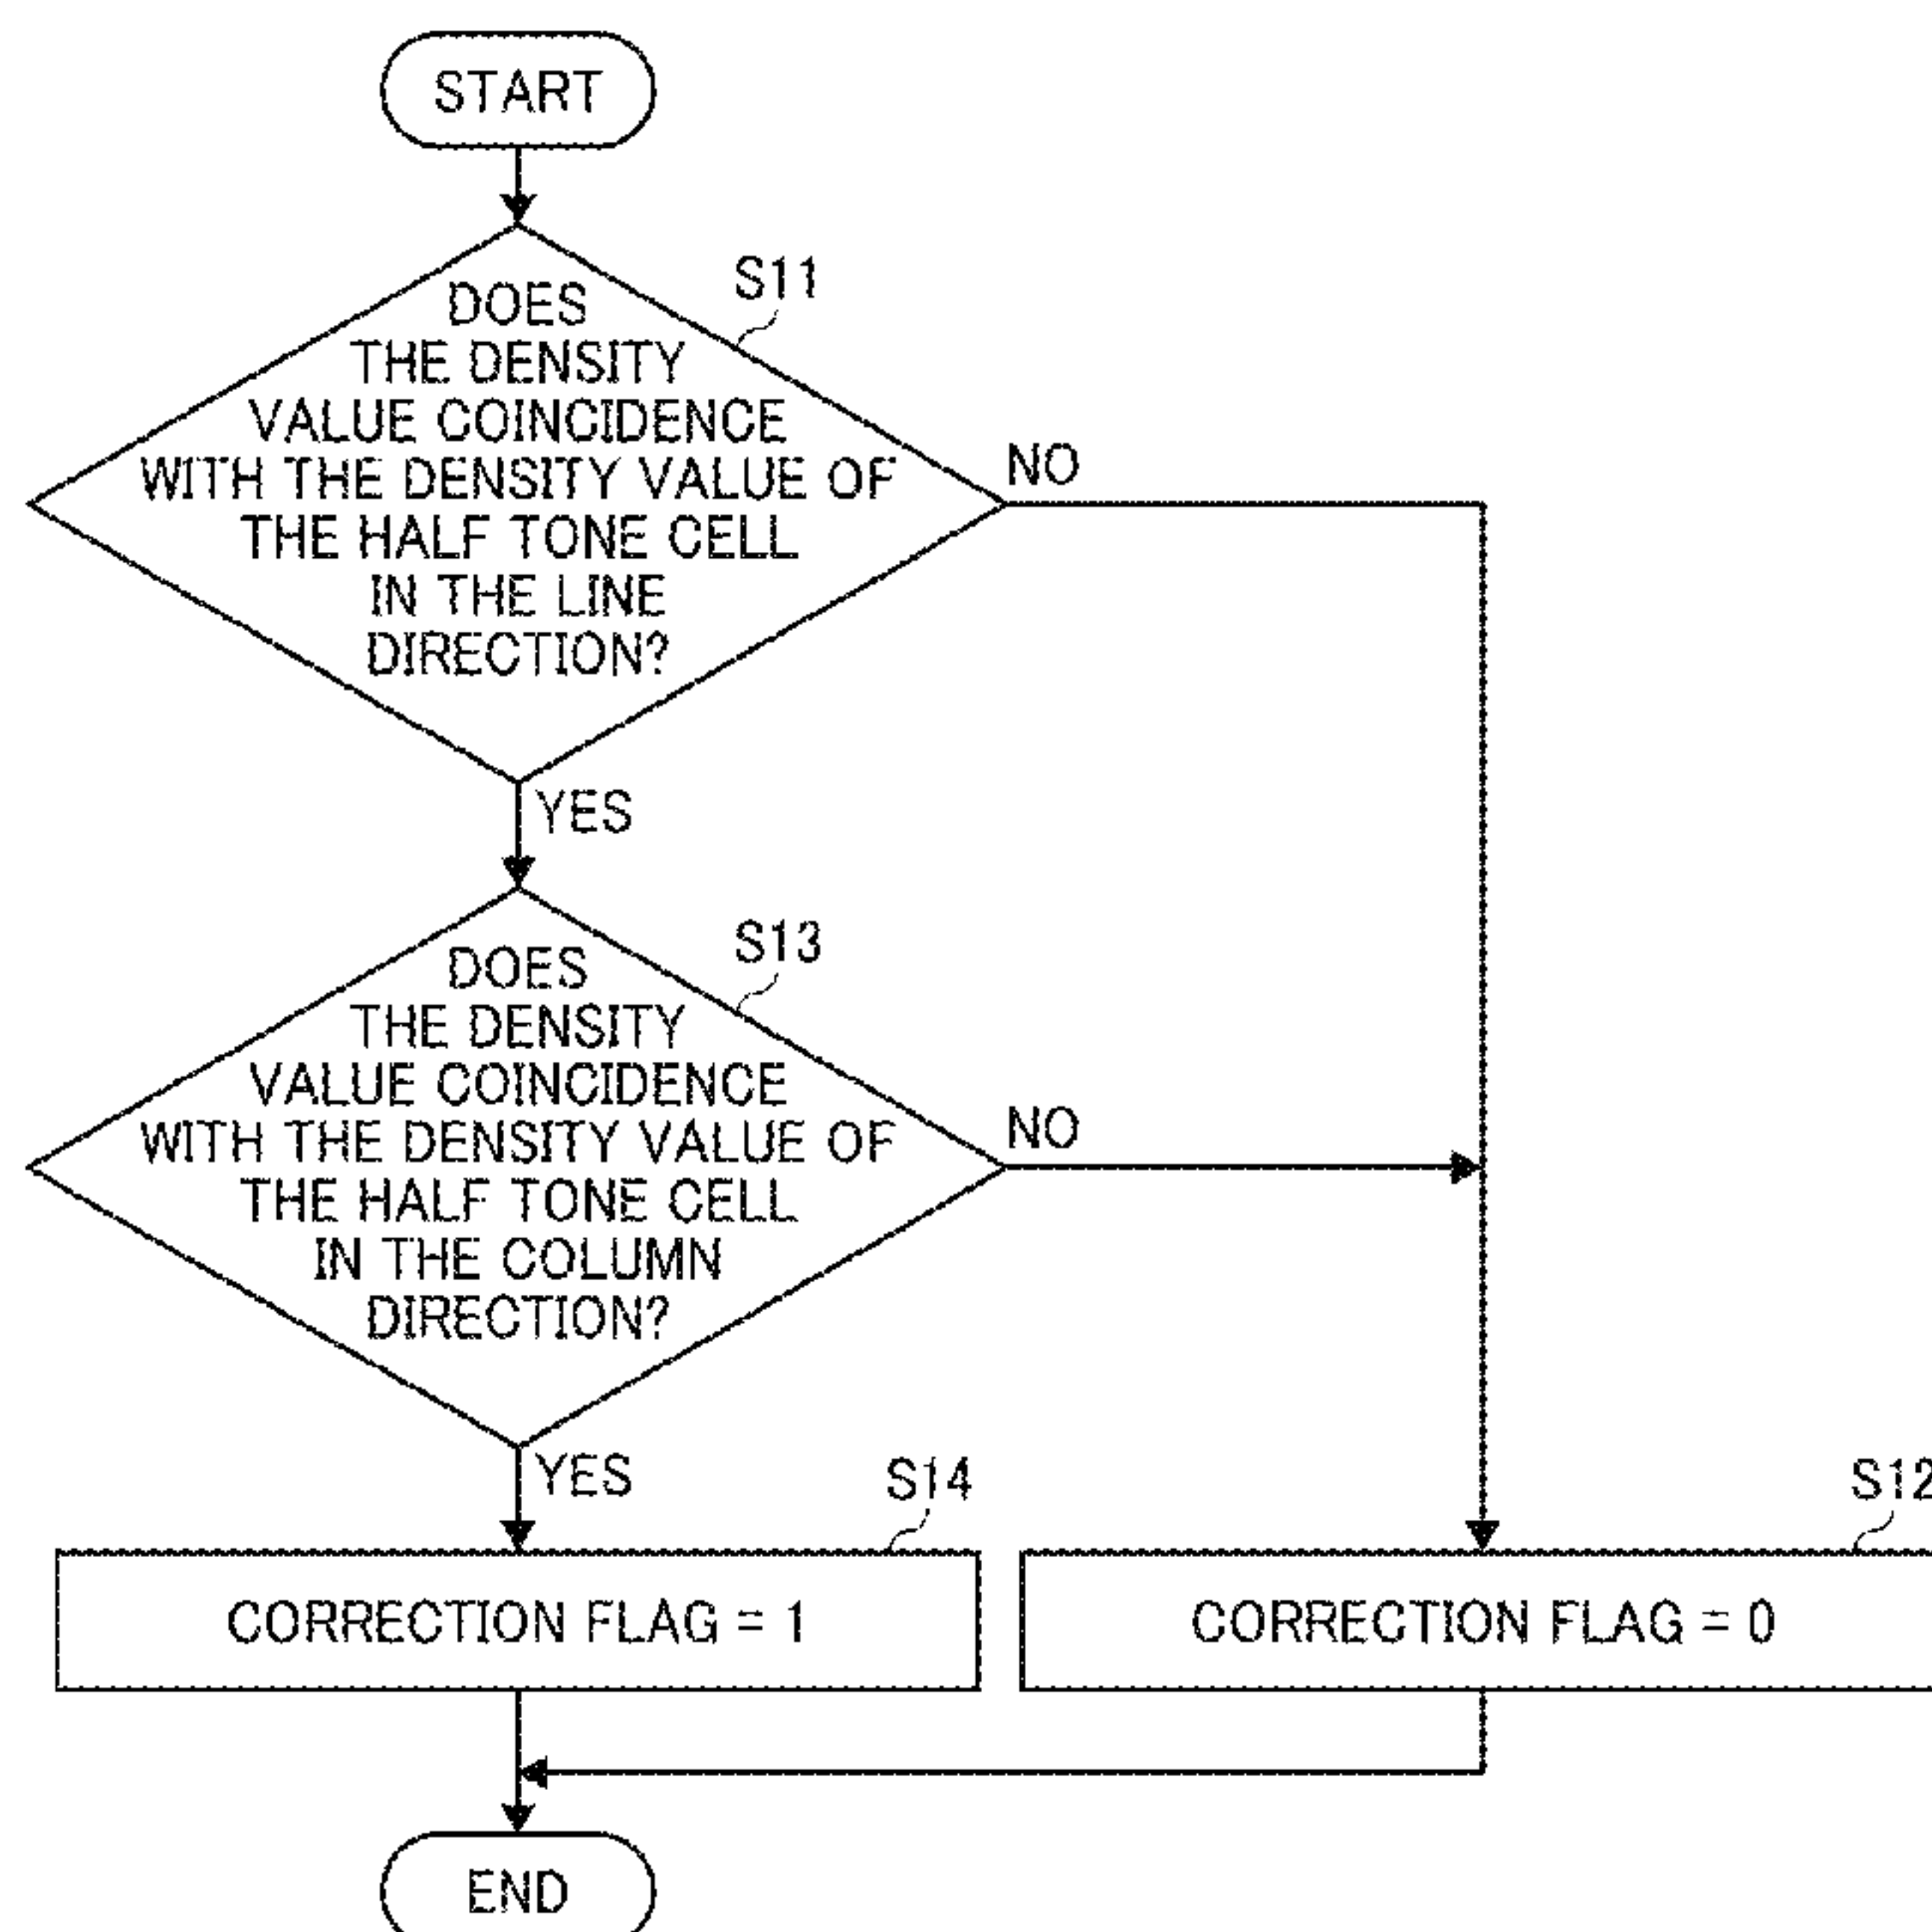 START
S11
DOES
THE DENSITY
VALUE COINCIDENCE
WITH THE DENSITY VALUE OF
THE HALF TONE CELL
IN THE LINE
DIRECTION?
NO
YES
S13
DOES
THE DENSITY
VALUE COINCIDENCE
WITH THE DENSITY VALUE OF
THE HALF TONE CELL
IN THE COLUMN
DIRECTION?
NO
YES
S14
CORRECTION FLAG = 1
S12
CORRECTION FLAG = 0
END